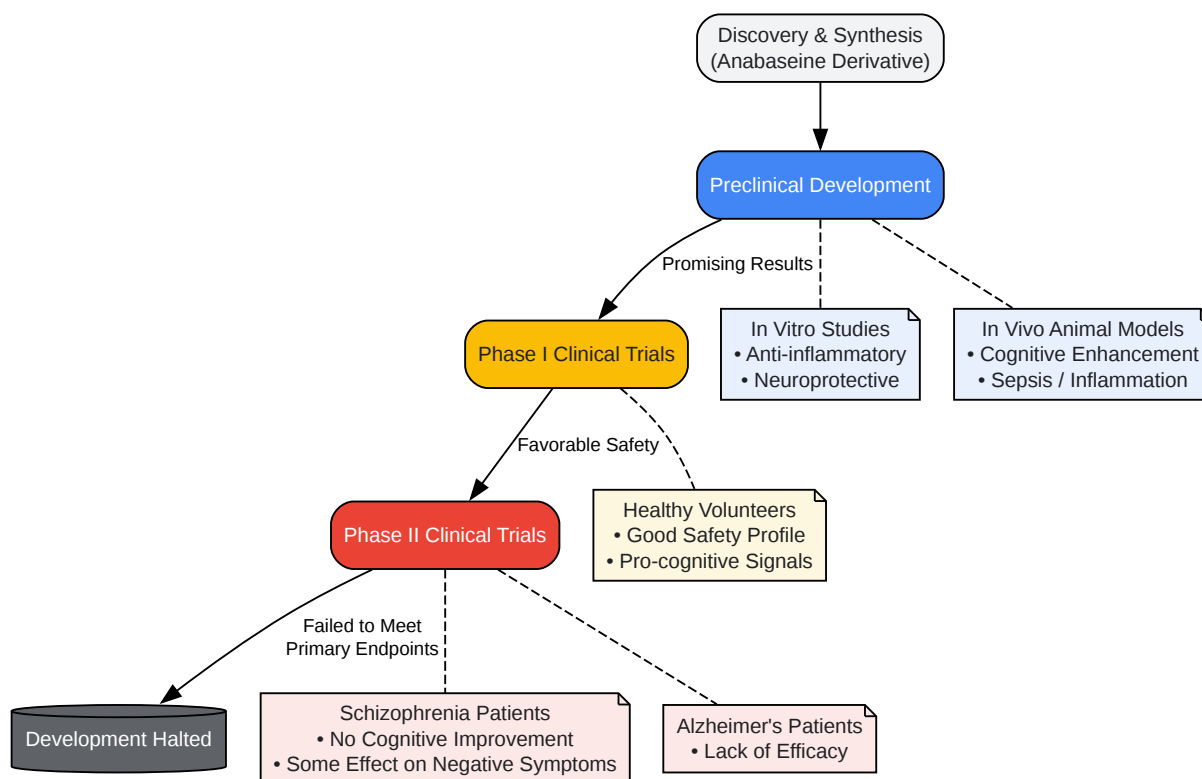 Discovery & Synthesis
(Anabaseine Derivative)
Preclinical Development
Promising Results
In Vitro Studies
• Anti-inflammatory
• Neuroprotective
In Vivo Animal Models
• Cognitive Enhancement
• Sepsis / Inflammation
Phase I Clinical Trials
Favorable Safety
Healthy Volunteers
• Good Safety Profile
• Pro-cognitive Signals
Phase II Clinical Trials
Failed to Meet
Primary Endpoints
Development Halted
Schizophrenia Patients
• No Cognitive Improvement
• Some Effect on Negative Symptoms
Alzheimer's Patients
• Lack of Efficacy